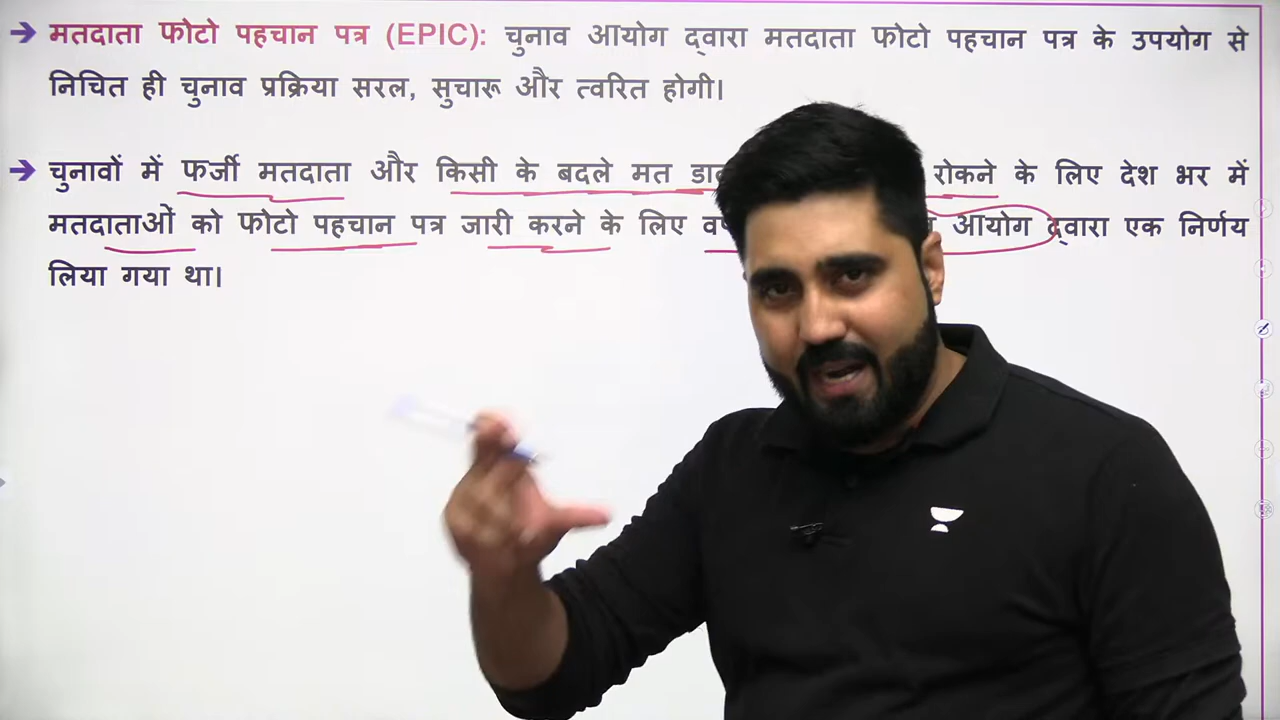 → मतदाता फोटो पहचान पत्र (EPIC): चुनाव आयोग द्वारा मतदाता फोटो पहचान पत्र के उपयोग से
निचित ही चुनाव प्रक्रिया सरल, सुचारू और त्वरित होगी।
→ चुनावों में फर्जी मतदाता और किसी के बदले मत रोकने के लिए देश भर में
मतदाताओं को फोटो पहचान पत्र जारी करने के लिए आयोग द्वारा एक निर्णय
लिया गया था।